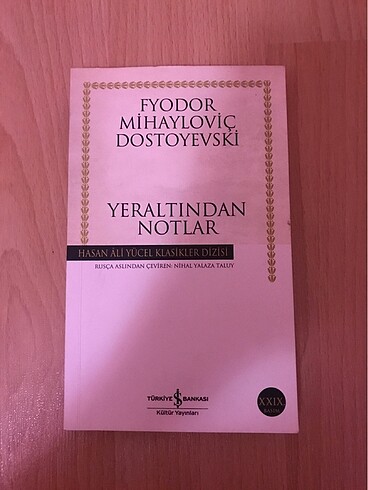 FYODOR
MİHAYLOVİÇ
DOSTOYEVSKİ
YERALTINDAN
NOTLAR
HASAN ÂLİ YÜCEL KLASİKLER DİZİSİ
RUSÇA ASLINDAN ÇEVİREN: NİHAL YALAZA TALUY
TÜRKİYE İŞ BANKASI
Kültür Yayınları
XXIX
BASIM